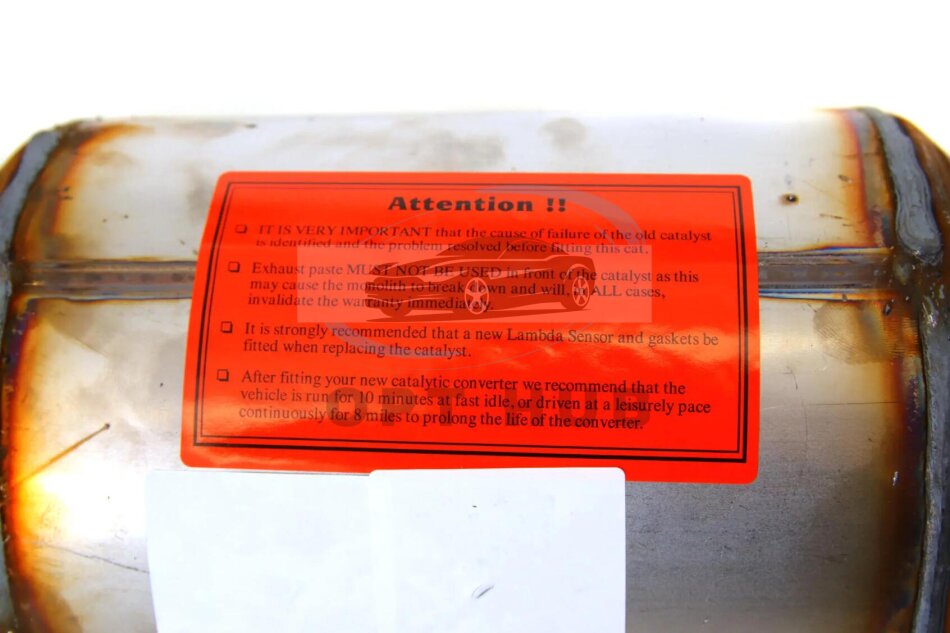 Attention !!
❏ IT IS VERY IMPORTANT that the cause of failure of the old catalyst
is identified and the problem resolved before fitting this cat.
❏ Exhaust paste MUST NOT BE USED in front of the catalyst as this
may cause the monolith to break down and will, in ALL cases,
invalidate the warranty immediately.
❏ It is strongly recommended that a new Lambda Sensor and gaskets be
fitted when replacing the catalyst.
❏ After fitting your new catalytic converter we recommend that the
vehicle is run for 10 minutes at fast idle, or driven at a leisurely pace
continuously for 8 miles to prolong the life of the converter.